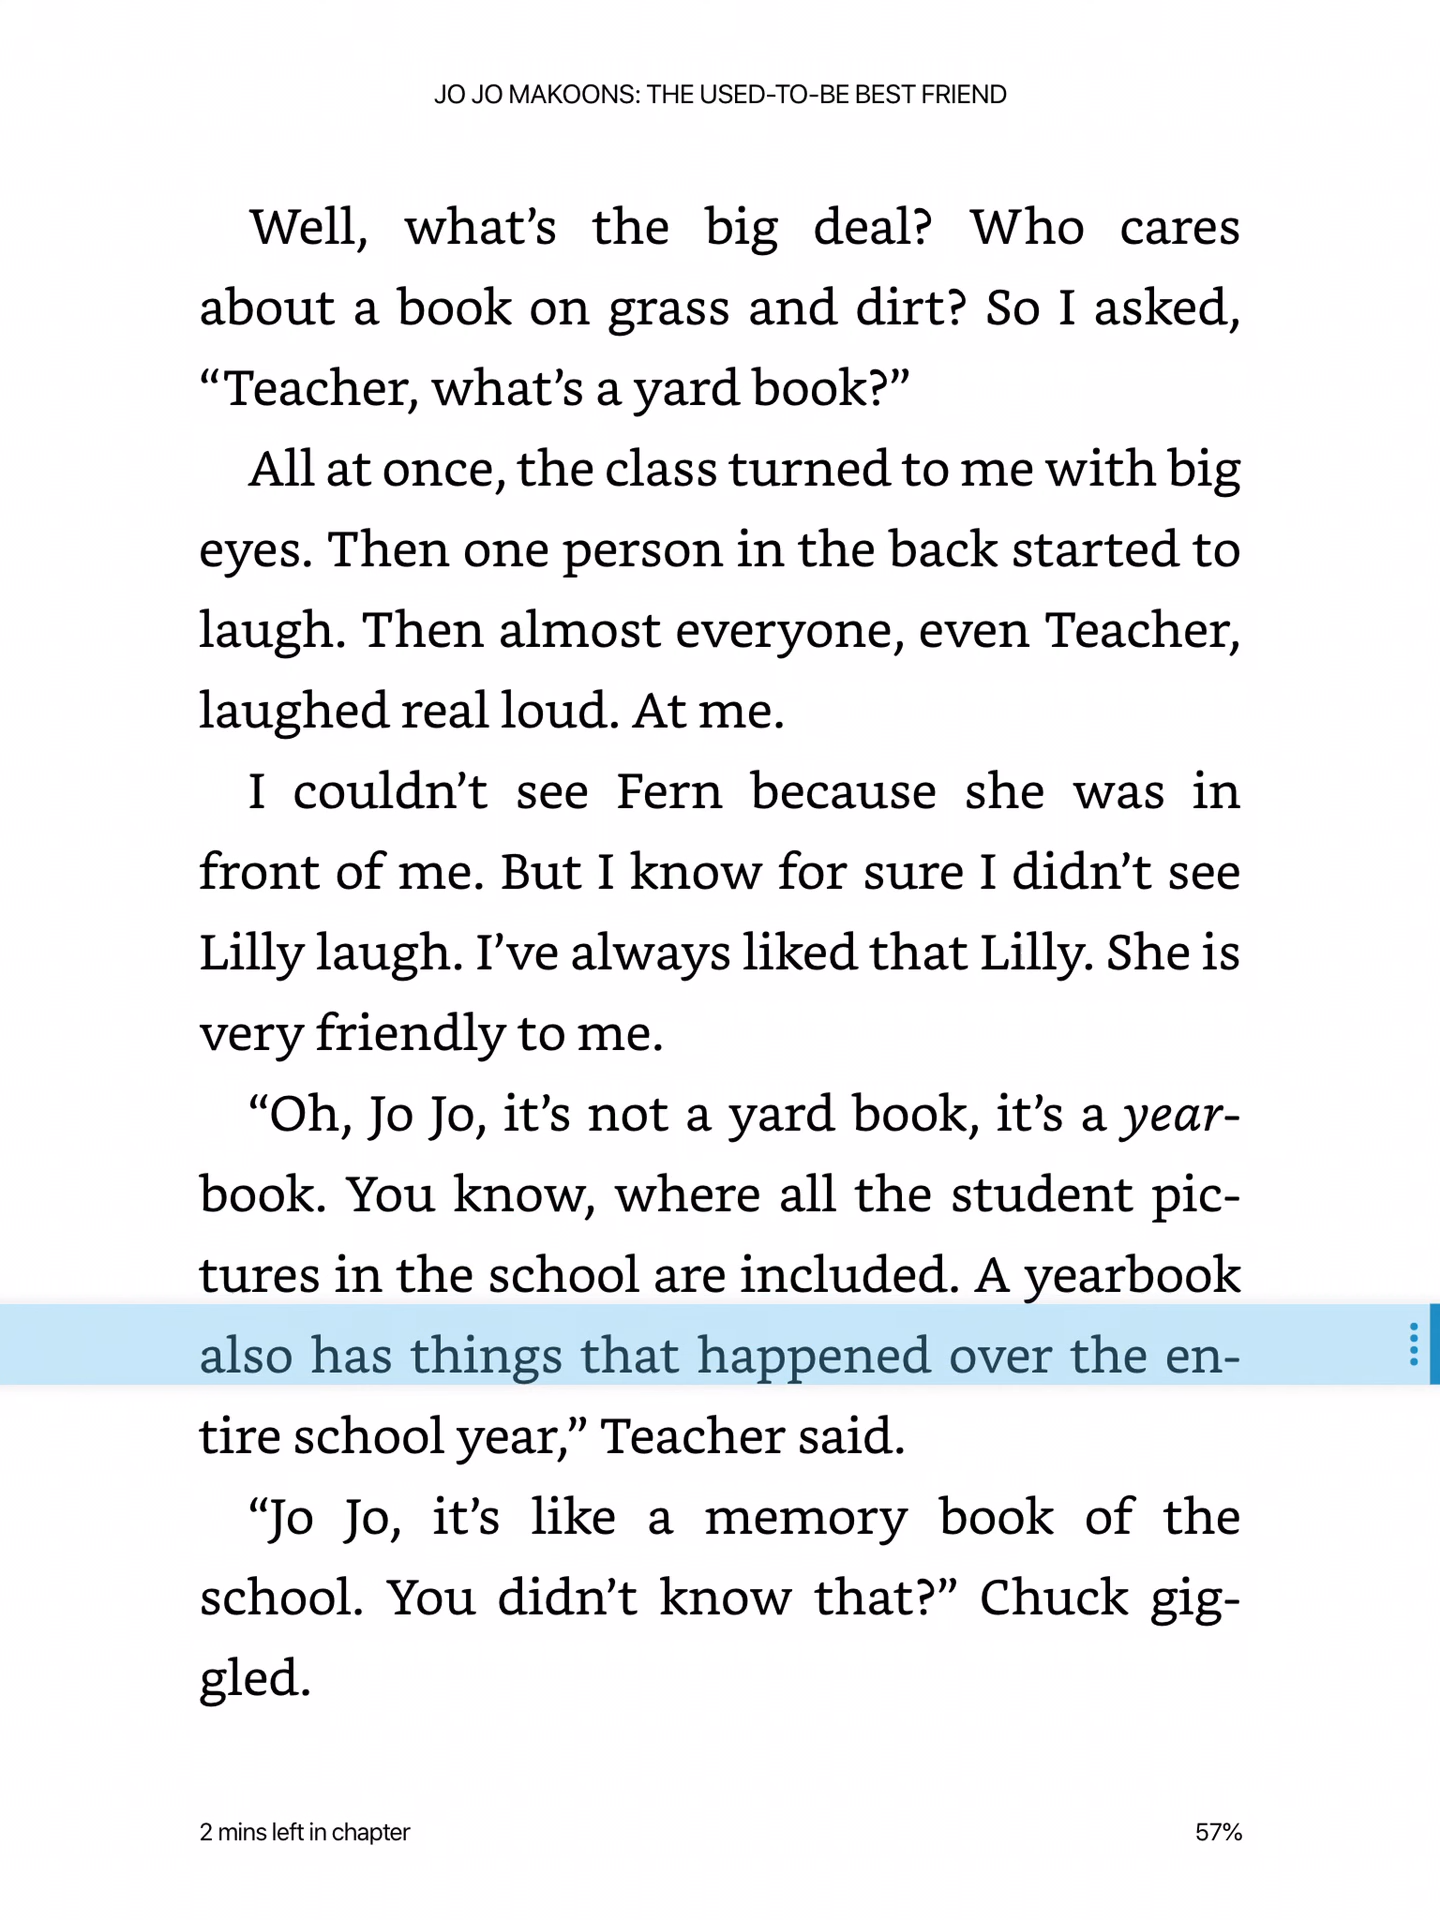 JO JO MAKOONS: THE USED-TO-BE BEST FRIEND
Well, what’s the big deal? Who cares
about a book on grass and dirt? So I asked,
“Teacher, what’s a yard book?”
All at once, the class turned to me with big
eyes. Then one person in the back started to
laugh. Then almost everyone, even Teacher,
laughed real loud. At me.
I couldn’t see Fern because she was in
front of me. But I know for sure I didn’t see
Lilly laugh. I’ve always liked that Lilly. She is
very friendly to me.
“Oh, Jo Jo, it’s not a yard book, it’s a year-
book. You know, where all the student pic-
tures in the school are included. A yearbook
also has things that happened over the en-
tire school year,” Teacher said.
“Jo Jo, it’s like a memory book of the
school. You didn’t know that?” Chuck gig-
gled.
2 mins left in chapter
57%